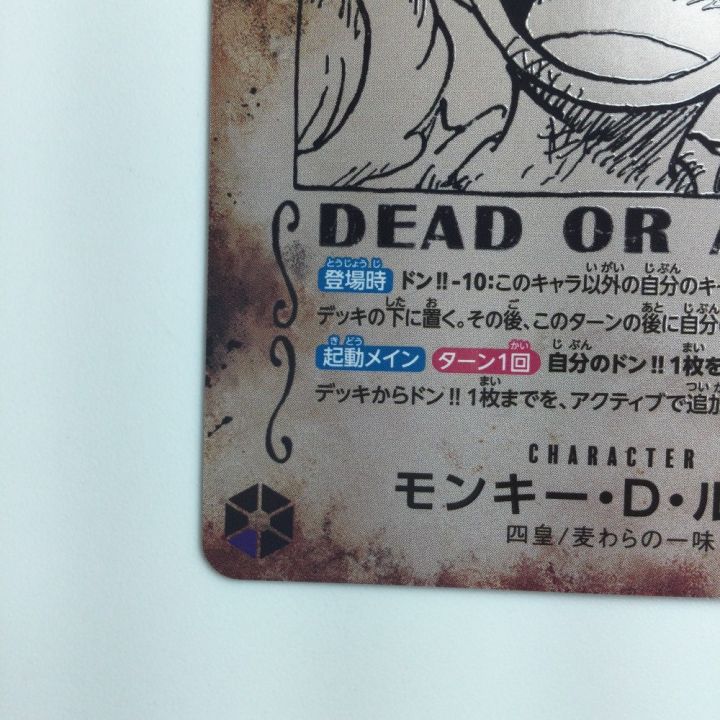 DEAD OR A
登場時 ドン!!-10:このキャラ以外の自分のキ
デッキの下に置く。その後、このターンの後に自分
起動メイン ターン1回 自分のドン!!1枚を
デッキからドン!!1枚までを、アクティブで追加
CHARACTER
モンキー・D・ル
四皇/麦わらの一味